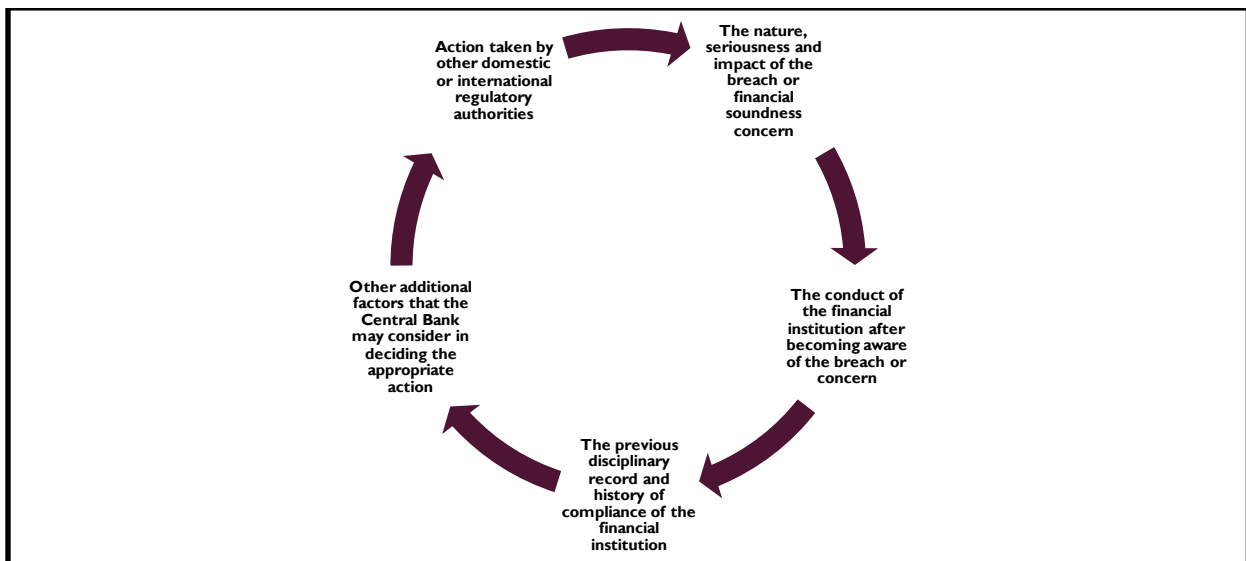 Action taken by
other domestic
or international
regulatory
authorities
The nature,
seriousness and
impact of the
breach or
financial
soundness
concern
The conduct of
the financial
institution after
becoming aware
of the breach or
concern
The previous
disciplinary
record and
history of
compliance of the
financial
institution
Other additional
factors that the
Central Bank
may consider in
deciding the
appropriate
action